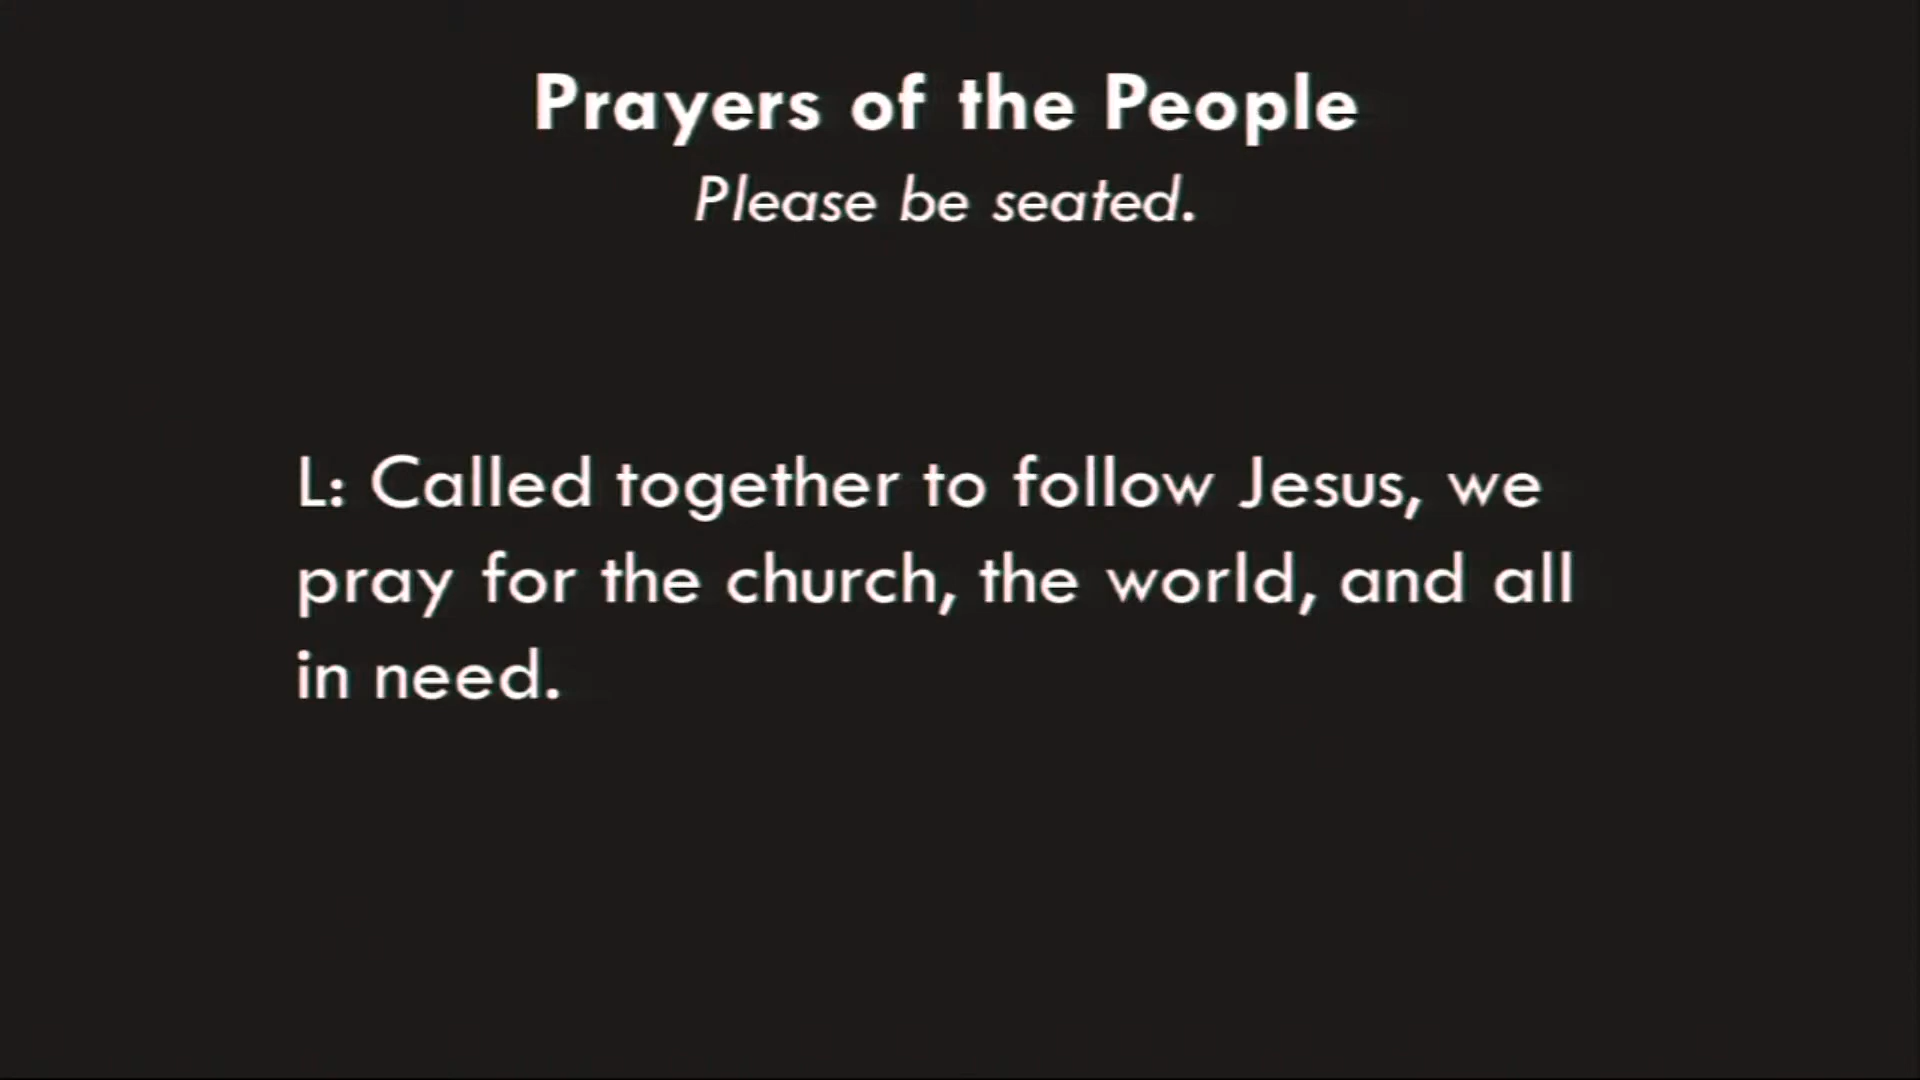 Prayers of the People
Please be seated.
L: Called together to follow Jesus, we
pray for the church, the world, and all
in need.